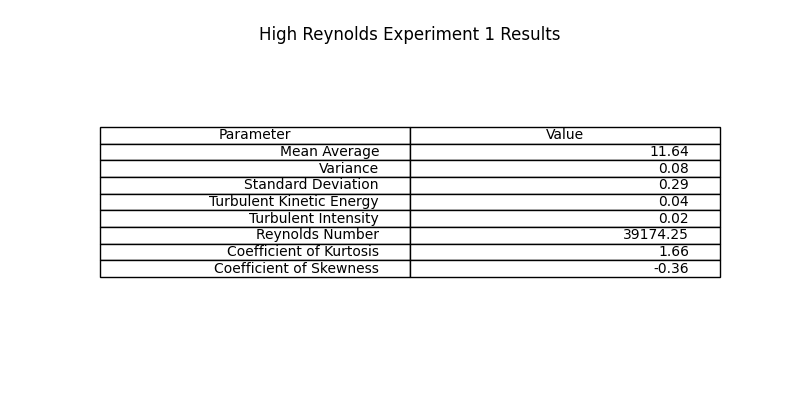 High Reynolds Experiment 1 Results
Parameter Value
Mean Average 11.64
Variance 0.08
Standard Deviation 0.29
Turbulent Kinetic Energy 0.04
Turbulent Intensity 0.02
Reynolds Number 39174.25
Coefficient of Kurtosis 1.66
Coefficient of Skewness -0.36